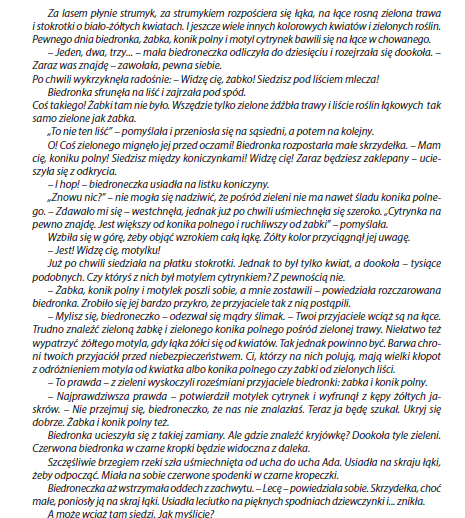 Za lasem płynie strumyk, za strumykiem rozpościera się łąka, na łące rosną zielona trawa
i stokrotki o biało-żółtych kwiatach. I jeszcze wiele innych kolorowych kwiatów i zielonych roślin.
Pewnego dnia biedronka, żabka, konik polny i motyl cytrynek bawili się na łące w chowanego.
– Jeden, dwa, trzy... – mała biedroneczka odliczyła do dziesięciu i rozejrzała się dookoła. –
Zaraz was znajdę – zawołała, pewna siebie.
Po chwili wykrzyknęła radośnie: – Widzę cię, żabko! Siedzisz pod liściem mlecza!
Biedronka sfrunęła na liść i zajrzała pod spód.
Coś takiego! Żabki tam nie było. Wszędzie tylko zielone źdźbła trawy i liście roślin łąkowych tak
samo zielone jak żabka.
„To nie ten liść” – pomyślała i przeniosła się na sąsiedni, a potem na kolejny.
O! Coś zielonego mignęło jej przed oczami! Biedronka rozpostarła małe skrzydełka. – Mam
cię, koniku polny! Siedzisz między koniczynkami! Widzę cię! Zaraz będziesz zaklepany – ucie-
szyła się z odkrycia.
– I hop! – biedroneczka usiadła na listku koniczyny.
„Znowu nic?” – nie mogła się nadziwić, że pośród zieleni nie ma nawet śladu konika polne-
go. – Zdawało mi się – westchnęła, jednak już po chwili uśmiechnęła się szeroko. „Cytrynka na
pewno znajdę. Jest większy od konika polnego i ruchliwszy od żabki” – pomyślała.
Wzbiła się w górę, żeby objąć wzrokiem całą łąkę. Żółty kolor przyciągnął jej uwagę.
– Jest! Widzę cię, motylku!
Już po chwili siedziała na płatku stokrotki. Jednak to był tylko kwiat, a dookoła – tysiące
podobnych. Czy któryś z nich był motylem cytrynkiem? Z pewnością nie.
– Żabka, konik polny i motylek poszli sobie, a mnie zostawili – powiedziała rozczarowana
biedronka. Zrobiło się jej bardzo przykro, że przyjaciele tak z nią postąpili.
– Mylisz się, biedroneczko – odezwał się mądry ślimak. – Twoi przyjaciele wciąż są na łące.
Trudno znaleźć zieloną żabkę i zielonego konika polnego pośród zielonej trawy. Niełatwo też
wypatrzyć żółtego motyla, gdy łąka żółci się od kwiatów. Tak jednak powinno być. Barwa chro-
ni twoich przyjaciół przed niebezpieczeństwem. Ci, którzy na nich polują, mają wielki kłopot
z odróżnieniem motyla od kwiatka albo konika polnego czy żabki od zielonych liści.
– To prawda – z zieleni wyskoczyli roześmiani przyjaciele biedronki: żabka i konik polny.
– Najprawdziwsza prawda – potwierdził motylek cytrynek i wyfrunął z kępy żółtych ja-
skrów. – Nie przejmuj się, biedroneczko, że nas nie znalazłaś. Teraz ja będę szukał. Ukryj się
dobrze. Żabka i konik polny też.
Biedronka ucieszyła się z takiej zamiany. Ale gdzie znaleźć kryjówkę? Dookoła tyle zieleni.
Czerwona biedronka w czarne kropki będzie widoczna z daleka.
Szczęśliwie brzegiem rzeki szła uśmiechnięta od ucha do ucha Ada. Usiadła na skraju łąki,
żeby odpocząć. Miała na sobie czerwone spodenki w czarne kropeczki.
Biedroneczka aż wstrzymała oddech z zachwytu. – Lecę – powiedziała sobie. Skrzydełka, choć
małe, poniosły ją na skraj łąki. Usiadła leciutko na pięknych spodniach dziewczynki i... znikła.
A może wciąż tam siedzi. Jak myślicie?